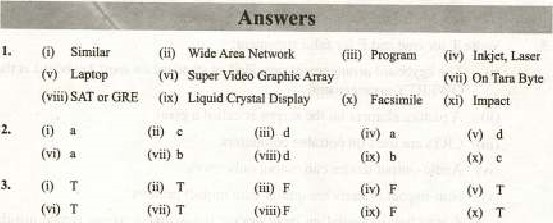 Answers
1. (i) Similar (ii) Wide Area Network (iii) Program (iv) Inkjet, Laser
(v) Laptop (vi) Super Video Graphic Array (vii) On Tara Byte
(viii) SAT or GRE (ix) Liquid Crystal Display (x) Facsimile (xi) Impact
2. (i) a (ii) c (iii) d (iv) a (v) d
(vi) a (vii) b (viii) d (ix) b (x) c
3. (i) T (ii) T (iii) F (iv) F (v) T
(vi) T (vii) T (viii) F (ix) F (x) T